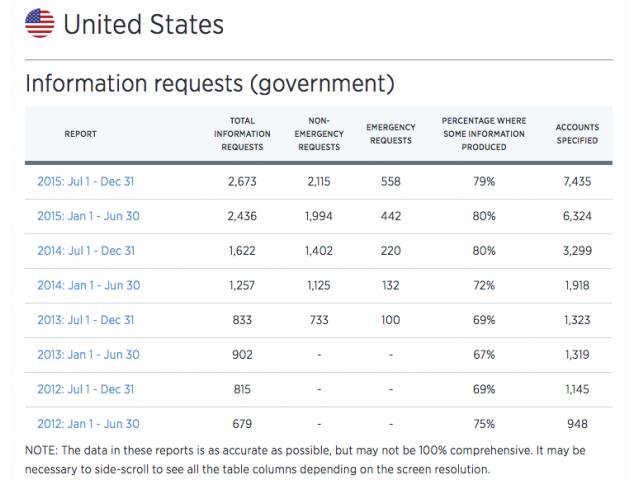 United States
Information requests (government)
REPORT TOTAL INFORMATION REQUESTS NON-EMERGENCY REQUESTS EMERGENCY REQUESTS PERCENTAGE WHERE SOME INFORMATION PRODUCED ACCOUNTS SPECIFIED
2015: Jul 1 - Dec 31 2,673 2,115 558 79% 7,435
2015: Jan 1 - Jun 30 2,436 1,994 442 80% 6,324
2014: Jul 1 - Dec 31 1,622 1,402 220 80% 3,299
2014: Jan 1 - Jun 30 1,257 1,125 132 72% 1,918
2013: Jul 1 - Dec 31 833 733 100 69% 1,323
2013: Jan 1 - Jun 30 902 - - 67% 1,319
2012: Jul 1 - Dec 31 815 - - 69% 1,145
2012: Jan 1 - Jun 30 679 - - 75% 948
NOTE: The data in these reports is as accurate as possible, but may not be 100% comprehensive. It may be
necessary to side-scroll to see all the table columns depending on the screen resolution.